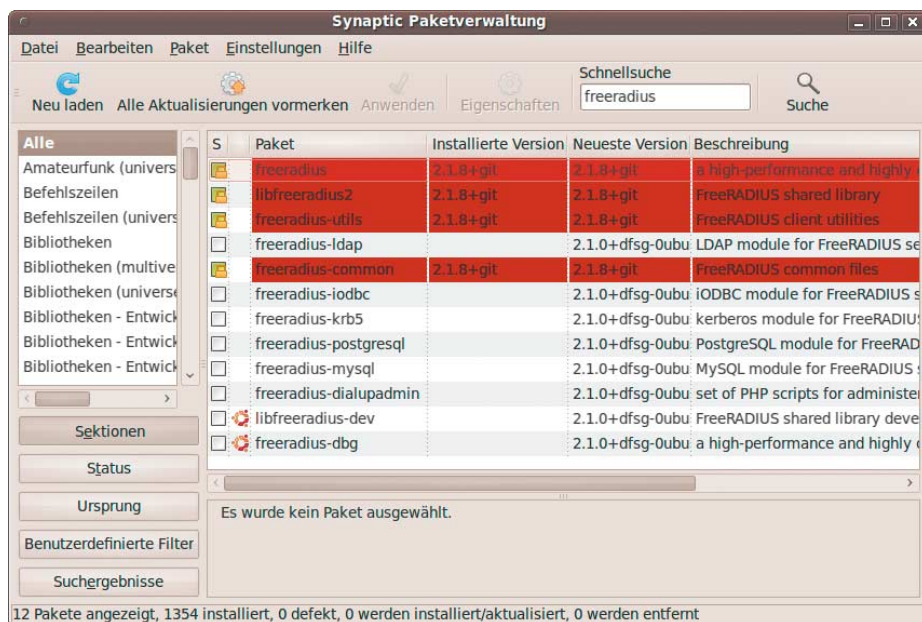 Synaptic Paketverwaltung
Datei Bearbeiten Paket Einstellungen Hilfe
Neu laden Alle Aktualisierungen vormerken Anwenden Eigenschaften Schnellsuche freeradius Suche
Alle
Amateurfunk (univers
Befehlszeilen
Befehlszeilen (univers
Bibliotheken
Bibliotheken (multive
Bibliotheken (universe
Bibliotheken - Entwick
Bibliotheken - Entwick
Bibliotheken - Entwick
Sektionen
Status
Ursprung
Benutzerdefinierte Filter
Suchergebnisse
S Paket Installierte Version Neueste Version Beschreibung
freeradius 2.1.8+git 2.1.8+git a high-performance and highly
libfreeradius2 2.1.8+git 2.1.8+git FreeRADIUS shared library
freeradius-utils 2.1.8+git 2.1.8+git FreeRADIUS client utilities
freeradius-ldap 2.1.0+dfsg-0ubu LDAP module for FreeRADIUS se
freeradius-common 2.1.8+git 2.1.8+git FreeRADIUS common files
freeradius-iodbc 2.1.0+dfsg-0ubu iODBC module for FreeRADIUS s
freeradius-krb5 2.1.0+dfsg-0ubu kerberos module for FreeRADIU
freeradius-postgresql 2.1.0+dfsg-0ubu PostgreSQL module for FreeRAD
freeradius-mysql 2.1.0+dfsg-0ubu MySQL module for FreeRADIUS
freeradius-dialupadmin 2.1.0+dfsg-0ubu set of PHP scripts for administe
libfreeradius-dev 2.1.0+dfsg-0ubu FreeRADIUS shared library deve
freeradius-dbg 2.1.0+dfsg-0ubu a high-performance and highly
Es wurde kein Paket ausgewählt.
12 Pakete angezeigt, 1354 installiert, 0 defekt, 0 werden installiert/aktualisiert, 0 werden entfernt